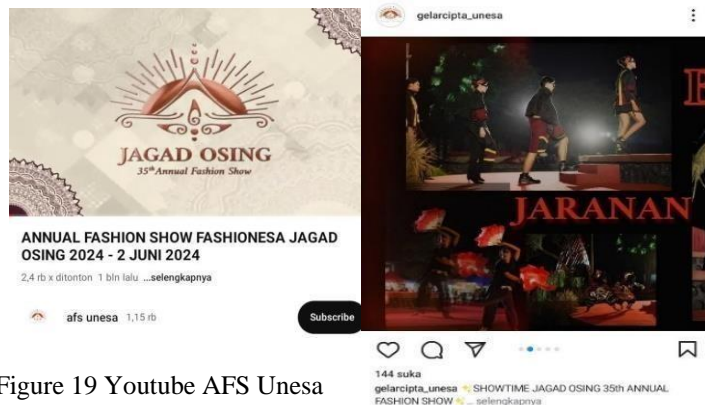 JAGAD OSING
35th Annual Fashion Show
ANNUAL FASHION SHOW FASHIONESA JAGAD
OSING 2024 - 2 JUNI 2024
2,4 rb x ditonton 1 bln lalu ...selengkapnya
afs unesa 1,15 rb
Subscribe
Figure 19 Youtube AFS Unesa
gelarcipta_unesa
JARANAN
144 suka
gelarcipta_unesa ✨ SHOWTIME JAGAD OSING 35th ANNUAL
FASHION SHOW ✨... selengkapnya